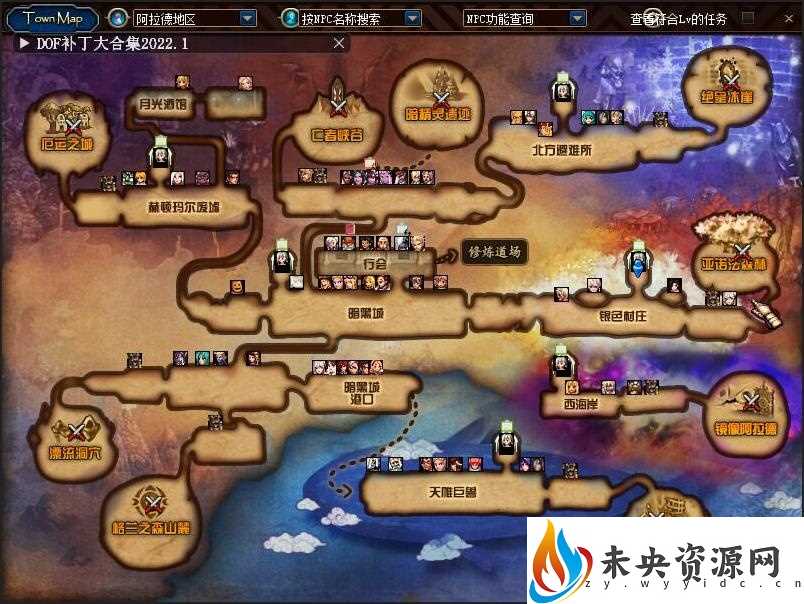 Town Map
阿拉德地区
按NPC名称搜索
NPC功能查询
查看符合Lv的任务
DOF补丁大合集2022.1
月光酒馆
厄运之城
亡者峡谷
暗精灵遗迹
绝望冰崖
北方避难所
赫顿玛尔废墟
修炼道场
行会
亚诺法森林
暗黑城
银色村庄
暗黑城
港口
西海岸
镜像阿拉德
漂流洞穴
天帷巨兽
格兰之森山麓
未央资源网
zy.wyyidc.cn